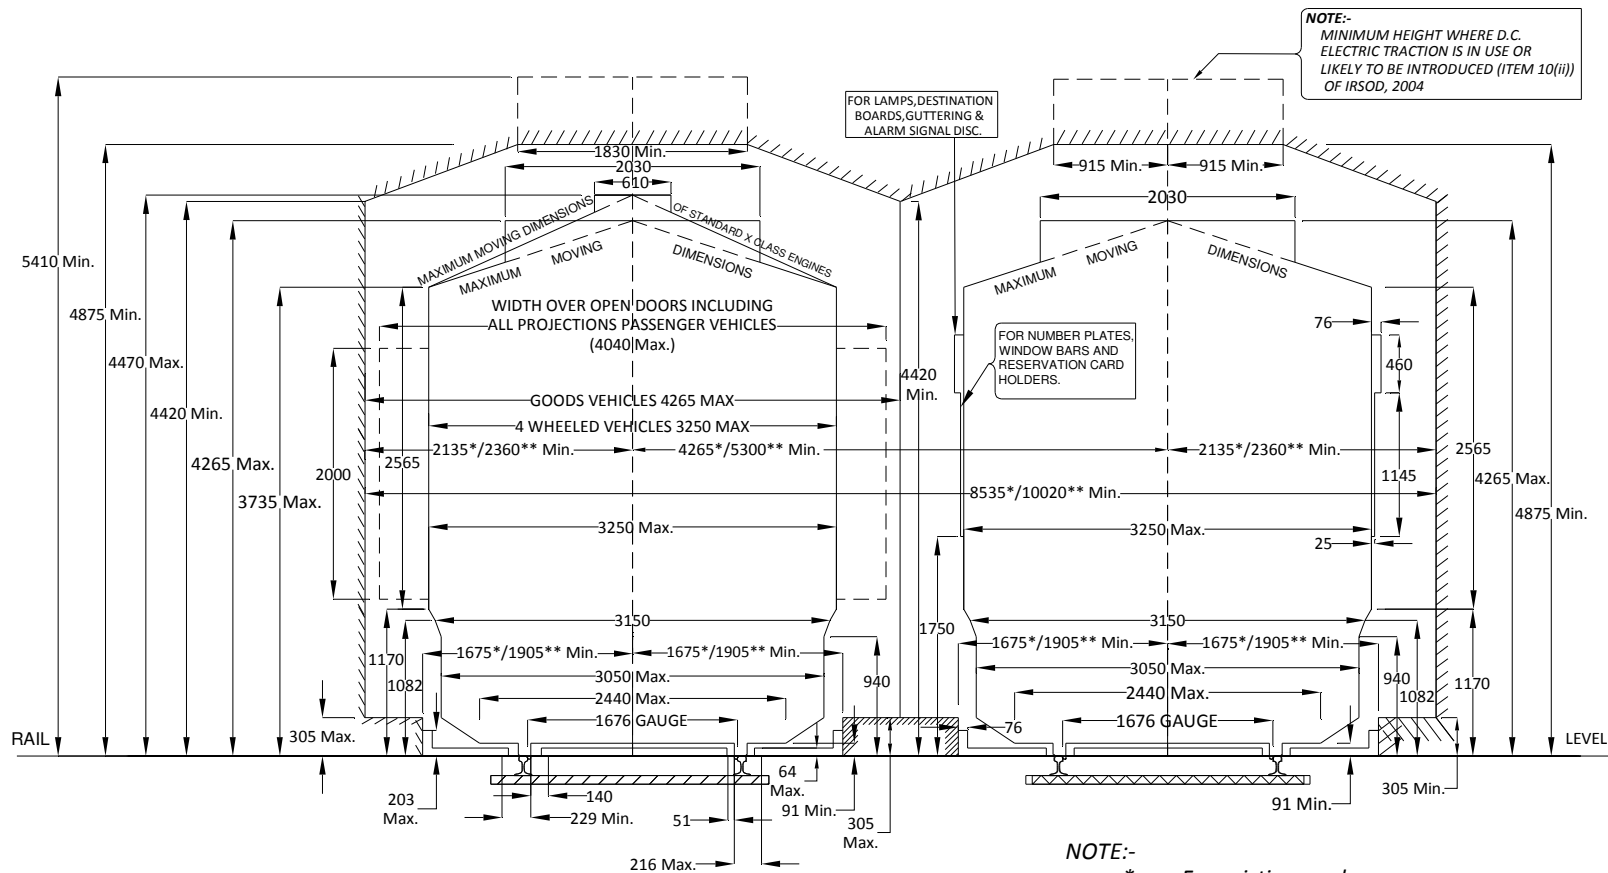 NOTE:-
MINIMUM HEIGHT WHERE D.C.
ELECTRIC TRACTION IS IN USE OR
LIKELY TO BE INTRODUCED (ITEM 10(ii))
OF IRSOD, 2004
FOR LAMPS,DESTINATION
BOARDS,GUTTERING &
ALARM SIGNAL DISC.
1830 Min.
2030
610
915 Min.
915 Min.
2030
MAXIMUM MOVING DIMENSIONS
OF STANDARD X CLASS ENGINES
MAXIMUM MOVING DIMENSIONS
MAXIMUM MOVING DIMENSIONS
5410 Min.
4875 Min.
4470 Max.
4420 Min.
4265 Max.
3735 Max.
2000
2565
WIDTH OVER OPEN DOORS INCLUDING
ALL PROJECTIONS PASSENGER VEHICLES
(4040 Max.)
FOR NUMBER PLATES,
WINDOW BARS AND
RESERVATION CARD
HOLDERS.
76
460
4420
Min.
GOODS VEHICLES 4265 MAX
4 WHEELED VEHICLES 3250 MAX
2135*/2360** Min.
4265*/5300** Min.
2135*/2360** Min.
1145
2565
4265 Max.
4875 Min.
8535*/10020** Min.
3250 Max.
3250 Max.
25
3150
1750
3150
1675*/1905** Min.
1675*/1905** Min.
1675*/1905** Min.
1675*/1905** Min.
1170
1082
3050 Max.
940
3050 Max.
940
1082
1170
2440 Max.
2440 Max.
305 Max.
1676 GAUGE
76
1676 GAUGE
RAIL
LEVEL
203
Max.
140
229 Min.
51
64
Max.
91 Min.
305
Max.
91 Min.
305 Min.
216 Max.
NOTE:-